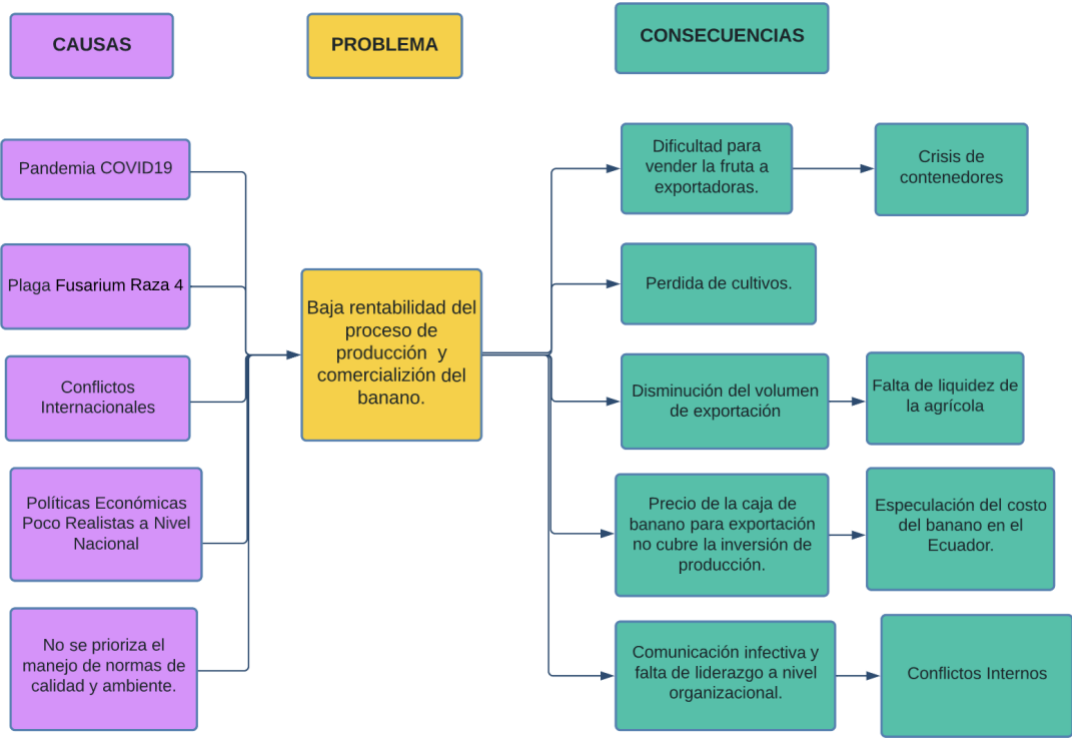 CAUSAS
PROBLEMA
CONSECUENCIAS
Pandemia COVID19
Plaga Fusarium Raza 4
Conflictos
Internacionales
Políticas Económicas
Poco Realistas a Nivel
Nacional
No se prioriza el
manejo de normas de
calidad y ambiente.
Baja rentabilidad del
proceso de
producción y
comercializión del
banano.
Dificultad para
vender la fruta a
exportadoras.
Crisis de
contenedores
Perdida de cultivos.
Disminución del volumen
de exportación
Falta de liquidez de
la agrícola
Precio de la caja de
banano para exportación
no cubre la inversión de
producción.
Especulación del costo
del banano en el
Ecuador.
Comunicación infectiva y
falta de liderazgo a nivel
organizacional.
Conflictos Internos